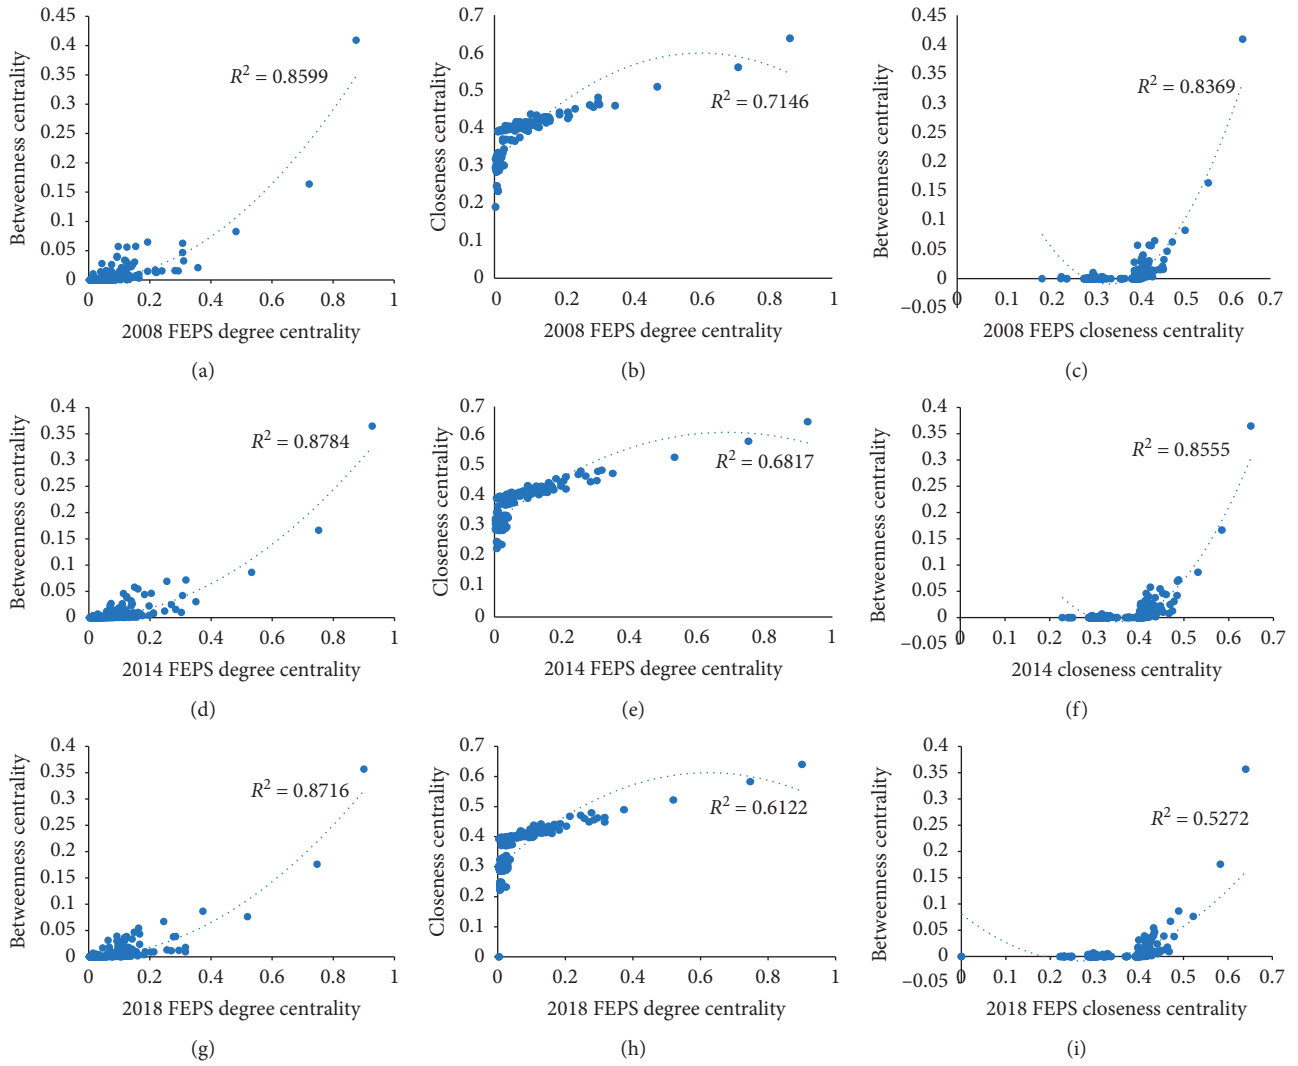 0.45
0.4
0.35
0.3
0.25
0.2
0.15
0.1
0.05
0
Betweenness centrality
R² = 0.8599
0 0.2 0.4 0.6 0.8 1
2008 FEPS degree centrality
(a)
0.7
0.6
0.5
0.4
0.3
0.2
0.1
0
Closeness centrality
R² = 0.7146
0 0.2 0.4 0.6 0.8 1
2008 FEPS degree centrality
(b)
0.45
0.4
0.35
0.3
0.25
0.2
0.15
0.1
0.05
0
−0.05
Betweenness centrality
R² = 0.8369
0 0.1 0.2 0.3 0.4 0.5 0.6 0.7
2008 FEPS closeness centrality
(c)
0.4
0.35
0.3
0.25
0.2
0.15
0.1
0.05
0
Betweenness centrality
R² = 0.8784
0 0.2 0.4 0.6 0.8 1
2014 FEPS degree centrality
(d)
0.7
0.6
0.5
0.4
0.3
0.2
0.1
0
Closeness centrality
R² = 0.6817
0 0.2 0.4 0.6 0.8 1
2014 FEPS degree centrality
(e)
0.4
0.35
0.3
0.25
0.2
0.15
0.1
0.05
0
−0.05
Betweenness centrality
R² = 0.8555
0 0.1 0.2 0.3 0.4 0.5 0.6 0.7
2014 closeness centrality
(f)
0.4
0.35
0.3
0.25
0.2
0.15
0.1
0.05
0
Betweenness centrality
R² = 0.8716
0 0.2 0.4 0.6 0.8 1
2018 FEPS degree centrality
(g)
0.7
0.6
0.5
0.4
0.3
0.2
0.1
0
Closeness centrality
R² = 0.6122
0 0.2 0.4 0.6 0.8 1
2018 FEPS degree centrality
(h)
0.4
0.35
0.3
0.25
0.2
0.15
0.1
0.05
0
−0.05
Betweenness centrality
R² = 0.5272
0 0.1 0.2 0.3 0.4 0.5 0.6 0.7
2018 FEPS closeness centrality
(i)